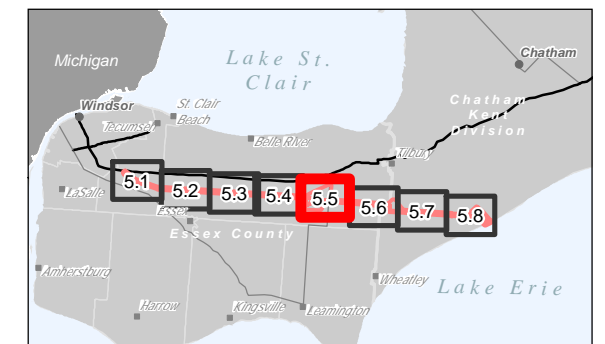 Michigan
Lake St.
Clair
Chatham
Windsor
St. Clair
Beach
Tecumseh
Chatham
Kent
Division
Belle River
Tilbury
5.1
5.2
5.3
5.4
5.5
5.6
5.7
5.8
LaSalle
Essex
Essex County
Amherstburg
Wheatley
Lake Erie
Harrow
Kingsville
Leamington